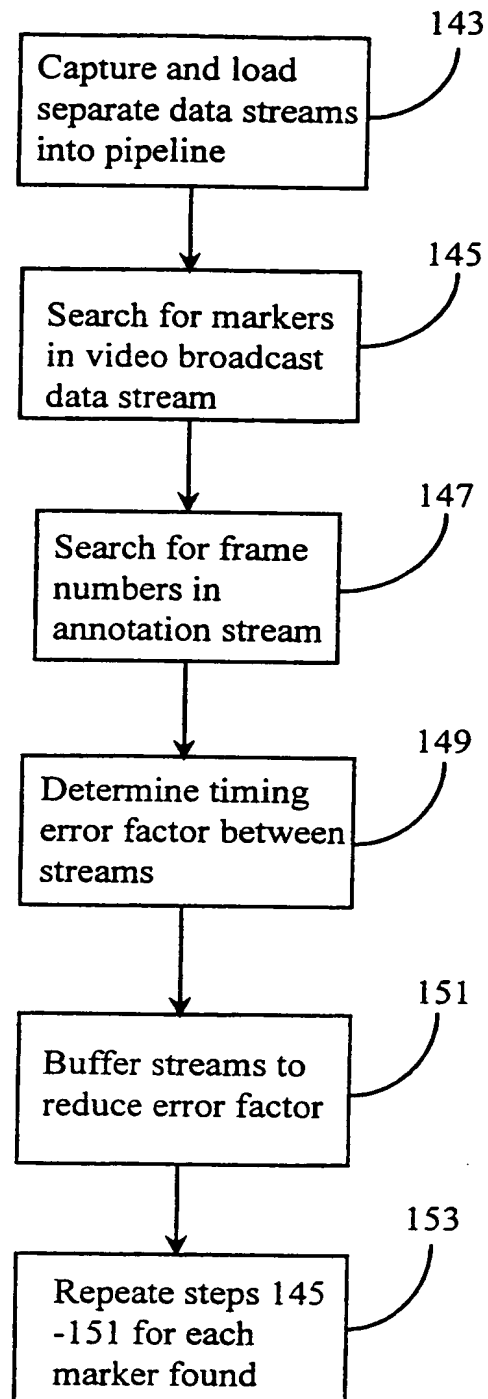 143
Capture and load
separate data streams
into pipeline
145
Search for markers
in video broadcast
data stream
147
Search for frame
numbers in
annotation stream
149
Determine timing
error factor between
streams
151
Buffer streams to
reduce error factor
153
Repeat steps 145
-151 for each
marker found